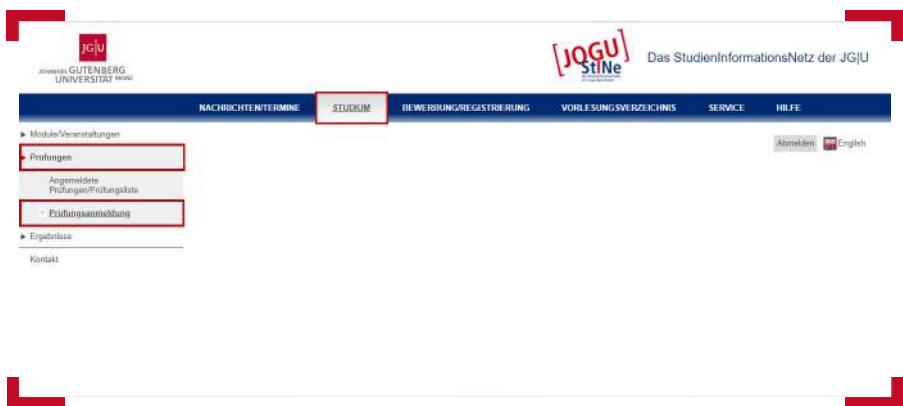 JG|U
JOHANNES GUTENBERG
UNIVERSITÄT MAINZ
[JOGU]
StINe
Das StudienInformationsNetz der JG|U
NACHRICHTEN/TERMINE STUDIUM BEWERBUNG/REGISTRIERUNG VORLESUNGSVERZEICHNIS SERVICE HILFE
Abmelden English
Module/Veranstaltungen
Prüfungen
Angemeldete
Prüfungen/Prüfungsliste
Prüfungsanmeldung
Ergebnisse
Kontakt